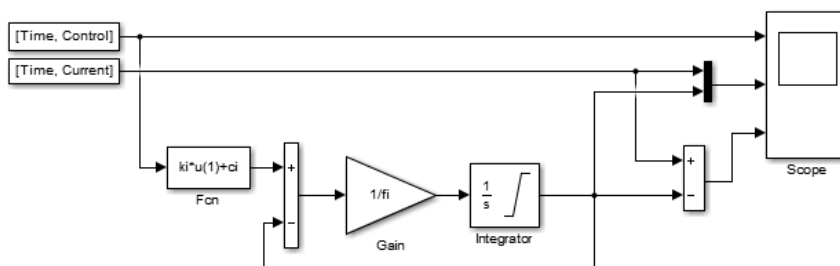 [Time, Control]
[Time, Current]
ki*u(1)+ci
Fcn
+
−
1/fi
Gain
1
s
Integrator
+
−
Scope